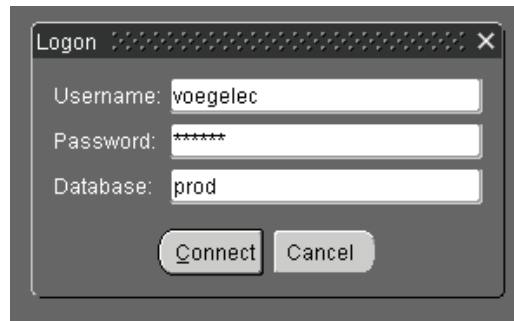 Logon
Username: voegelec
Password: ******
Database: prod
Connect Cancel